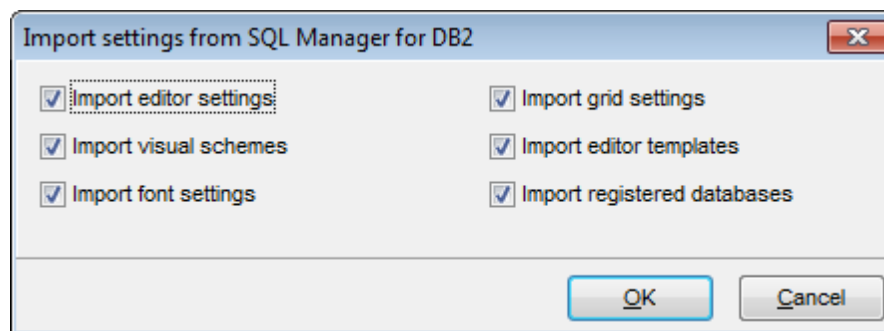 Import settings from SQL Manager for DB2
Import editor settings
Import grid settings
Import visual schemes
Import editor templates
Import font settings
Import registered databases
OK
Cancel